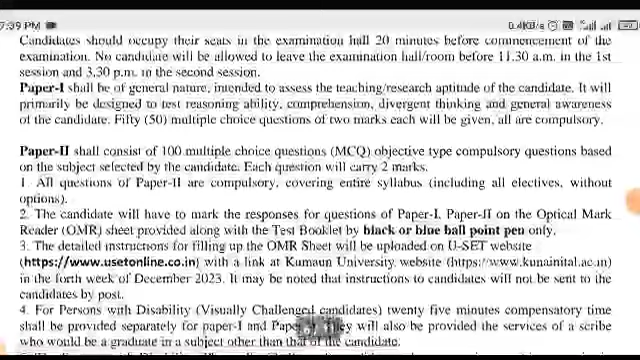 7:39 PM
0.4KB/s
Candidates should occupy their seats in the examination hall 20 minutes before commencement of the
examination. No candidate will be allowed to leave the examination hall/room before 11.30 a.m. in the 1st
session and 3.30 p.m. in the second session.
Paper-I shall be of general nature, intended to assess the teaching/research aptitude of the candidate. It will
primarily be designed to test reasoning ability, comprehension, divergent thinking and general awareness
of the candidate. Fifty (50) multiple choice questions of two marks each will be given, all are compulsory.
Paper-II shall consist of 100 multiple choice questions (MCQ) objective type compulsory questions based
on the subject selected by the candidate. Each question will carry 2 marks.
1. All questions of Paper-II are compulsory, covering entire syllabus (including all electives, without
options).
2. The candidate will have to mark the responses for questions of Paper-I, Paper-II on the Optical Mark
Reader (OMR) sheet provided along with the Test Booklet by black or blue ball point pen only.
3. The detailed instructions for filling up the OMR Sheet will be uploaded on U-SET website
(https://www.usetonline.co.in) with a link at Kumaun University website (https://www.kunainital.ac.in)
in the forth week of December 2023. It may be noted that instructions to candidates will not be sent to the
candidates by post.
4. For Persons with Disability (Visually Challenged candidates) twenty five minutes compensatory time
shall be provided separately for paper-I and Paper They will also be provided the services of a scribe
who would be a graduate in a subject other than that of the candidate.